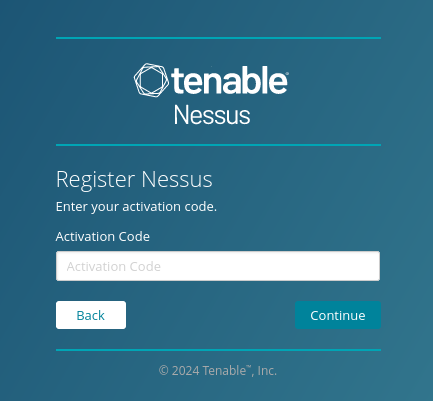 tenable®
Nessus
Register Nessus
Enter your activation code.
Activation Code
Activation Code
Back
Continue
© 2024 Tenable™, Inc.